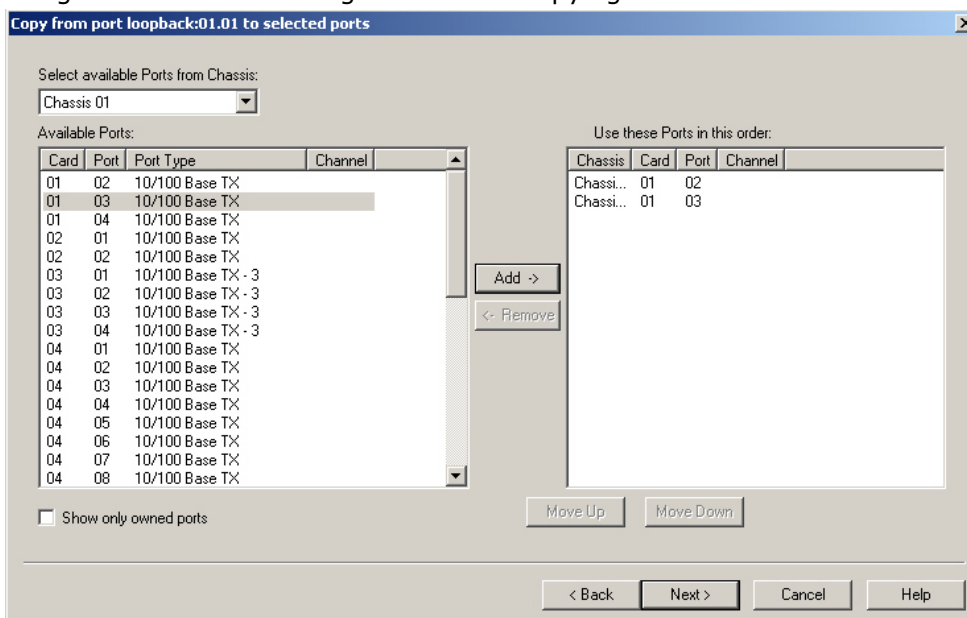 Copy from port loopback:01.01 to selected ports
Select available Ports from Chassis:
Chassis 01
Available Ports:
Card Port Port Type Channel
01 02 10/100 Base TX
01 03 10/100 Base TX
01 04 10/100 Base TX
02 01 10/100 Base TX
02 02 10/100 Base TX
03 01 10/100 Base TX - 3
03 02 10/100 Base TX - 3
03 03 10/100 Base TX - 3
03 04 10/100 Base TX - 3
04 01 10/100 Base TX
04 02 10/100 Base TX
04 03 10/100 Base TX
04 04 10/100 Base TX
04 05 10/100 Base TX
04 06 10/100 Base TX
04 07 10/100 Base TX
04 08 10/100 Base TX
Show only owned ports
Add ->
<- Remove
Use these Ports in this order:
Chassis Card Port Channel
Chassi... 01 02
Chassi... 01 03
Move Up Move Down
< Back Next > Cancel Help